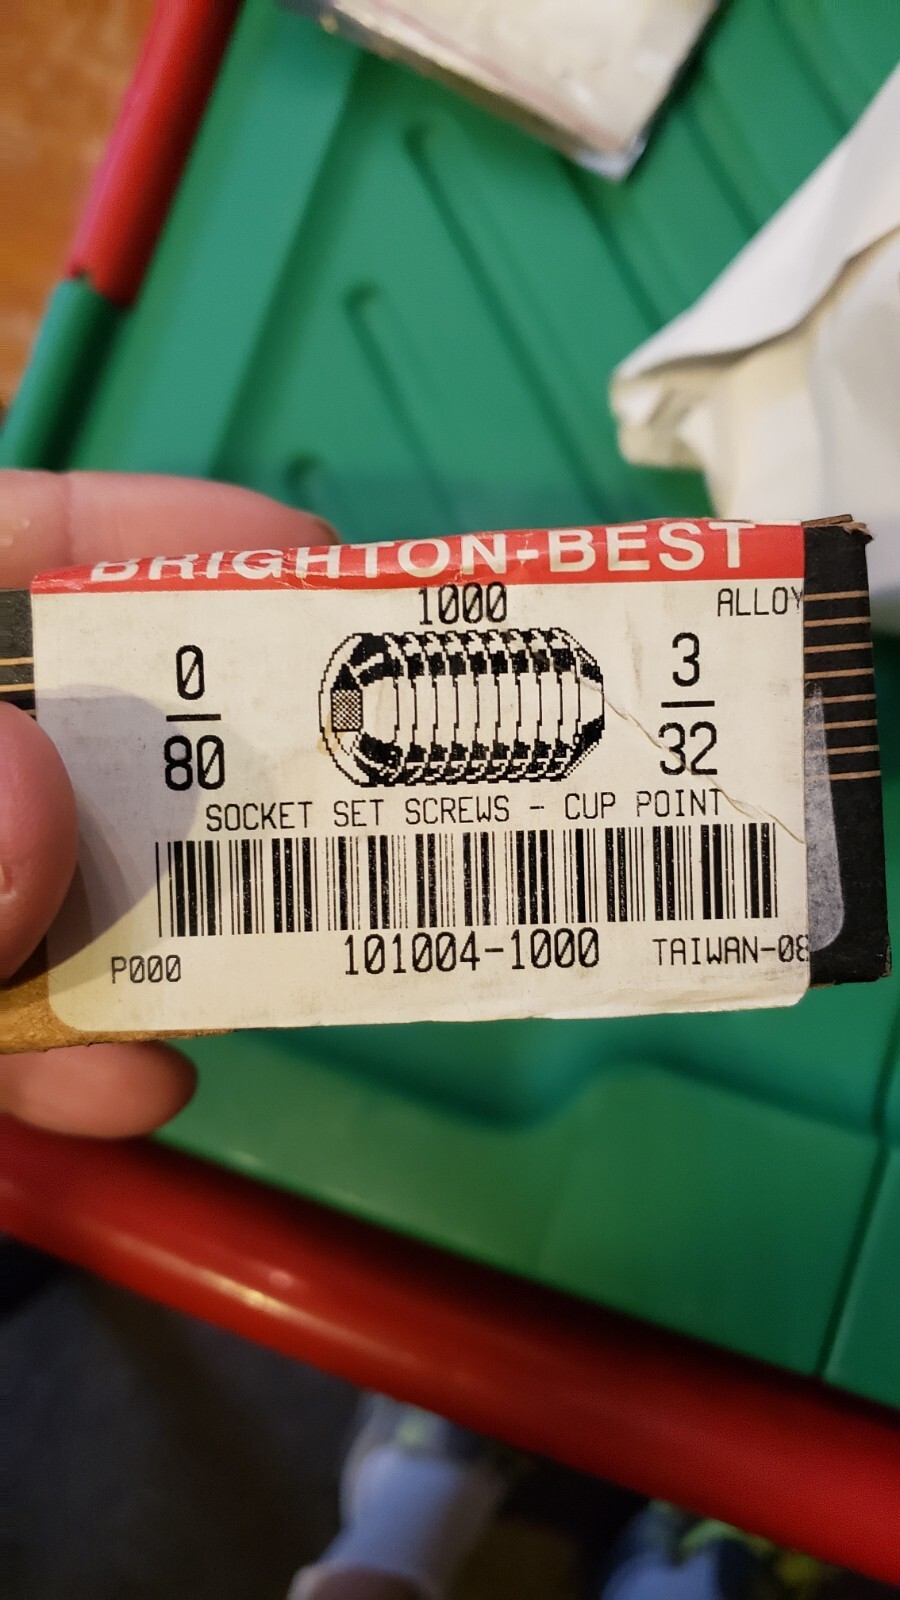 BRIGHTON-BEST
1000
ALLOY
0
80
3
32
SOCKET SET SCREWS - CUP POINT
P000
101004-1000
TAIWAN-08